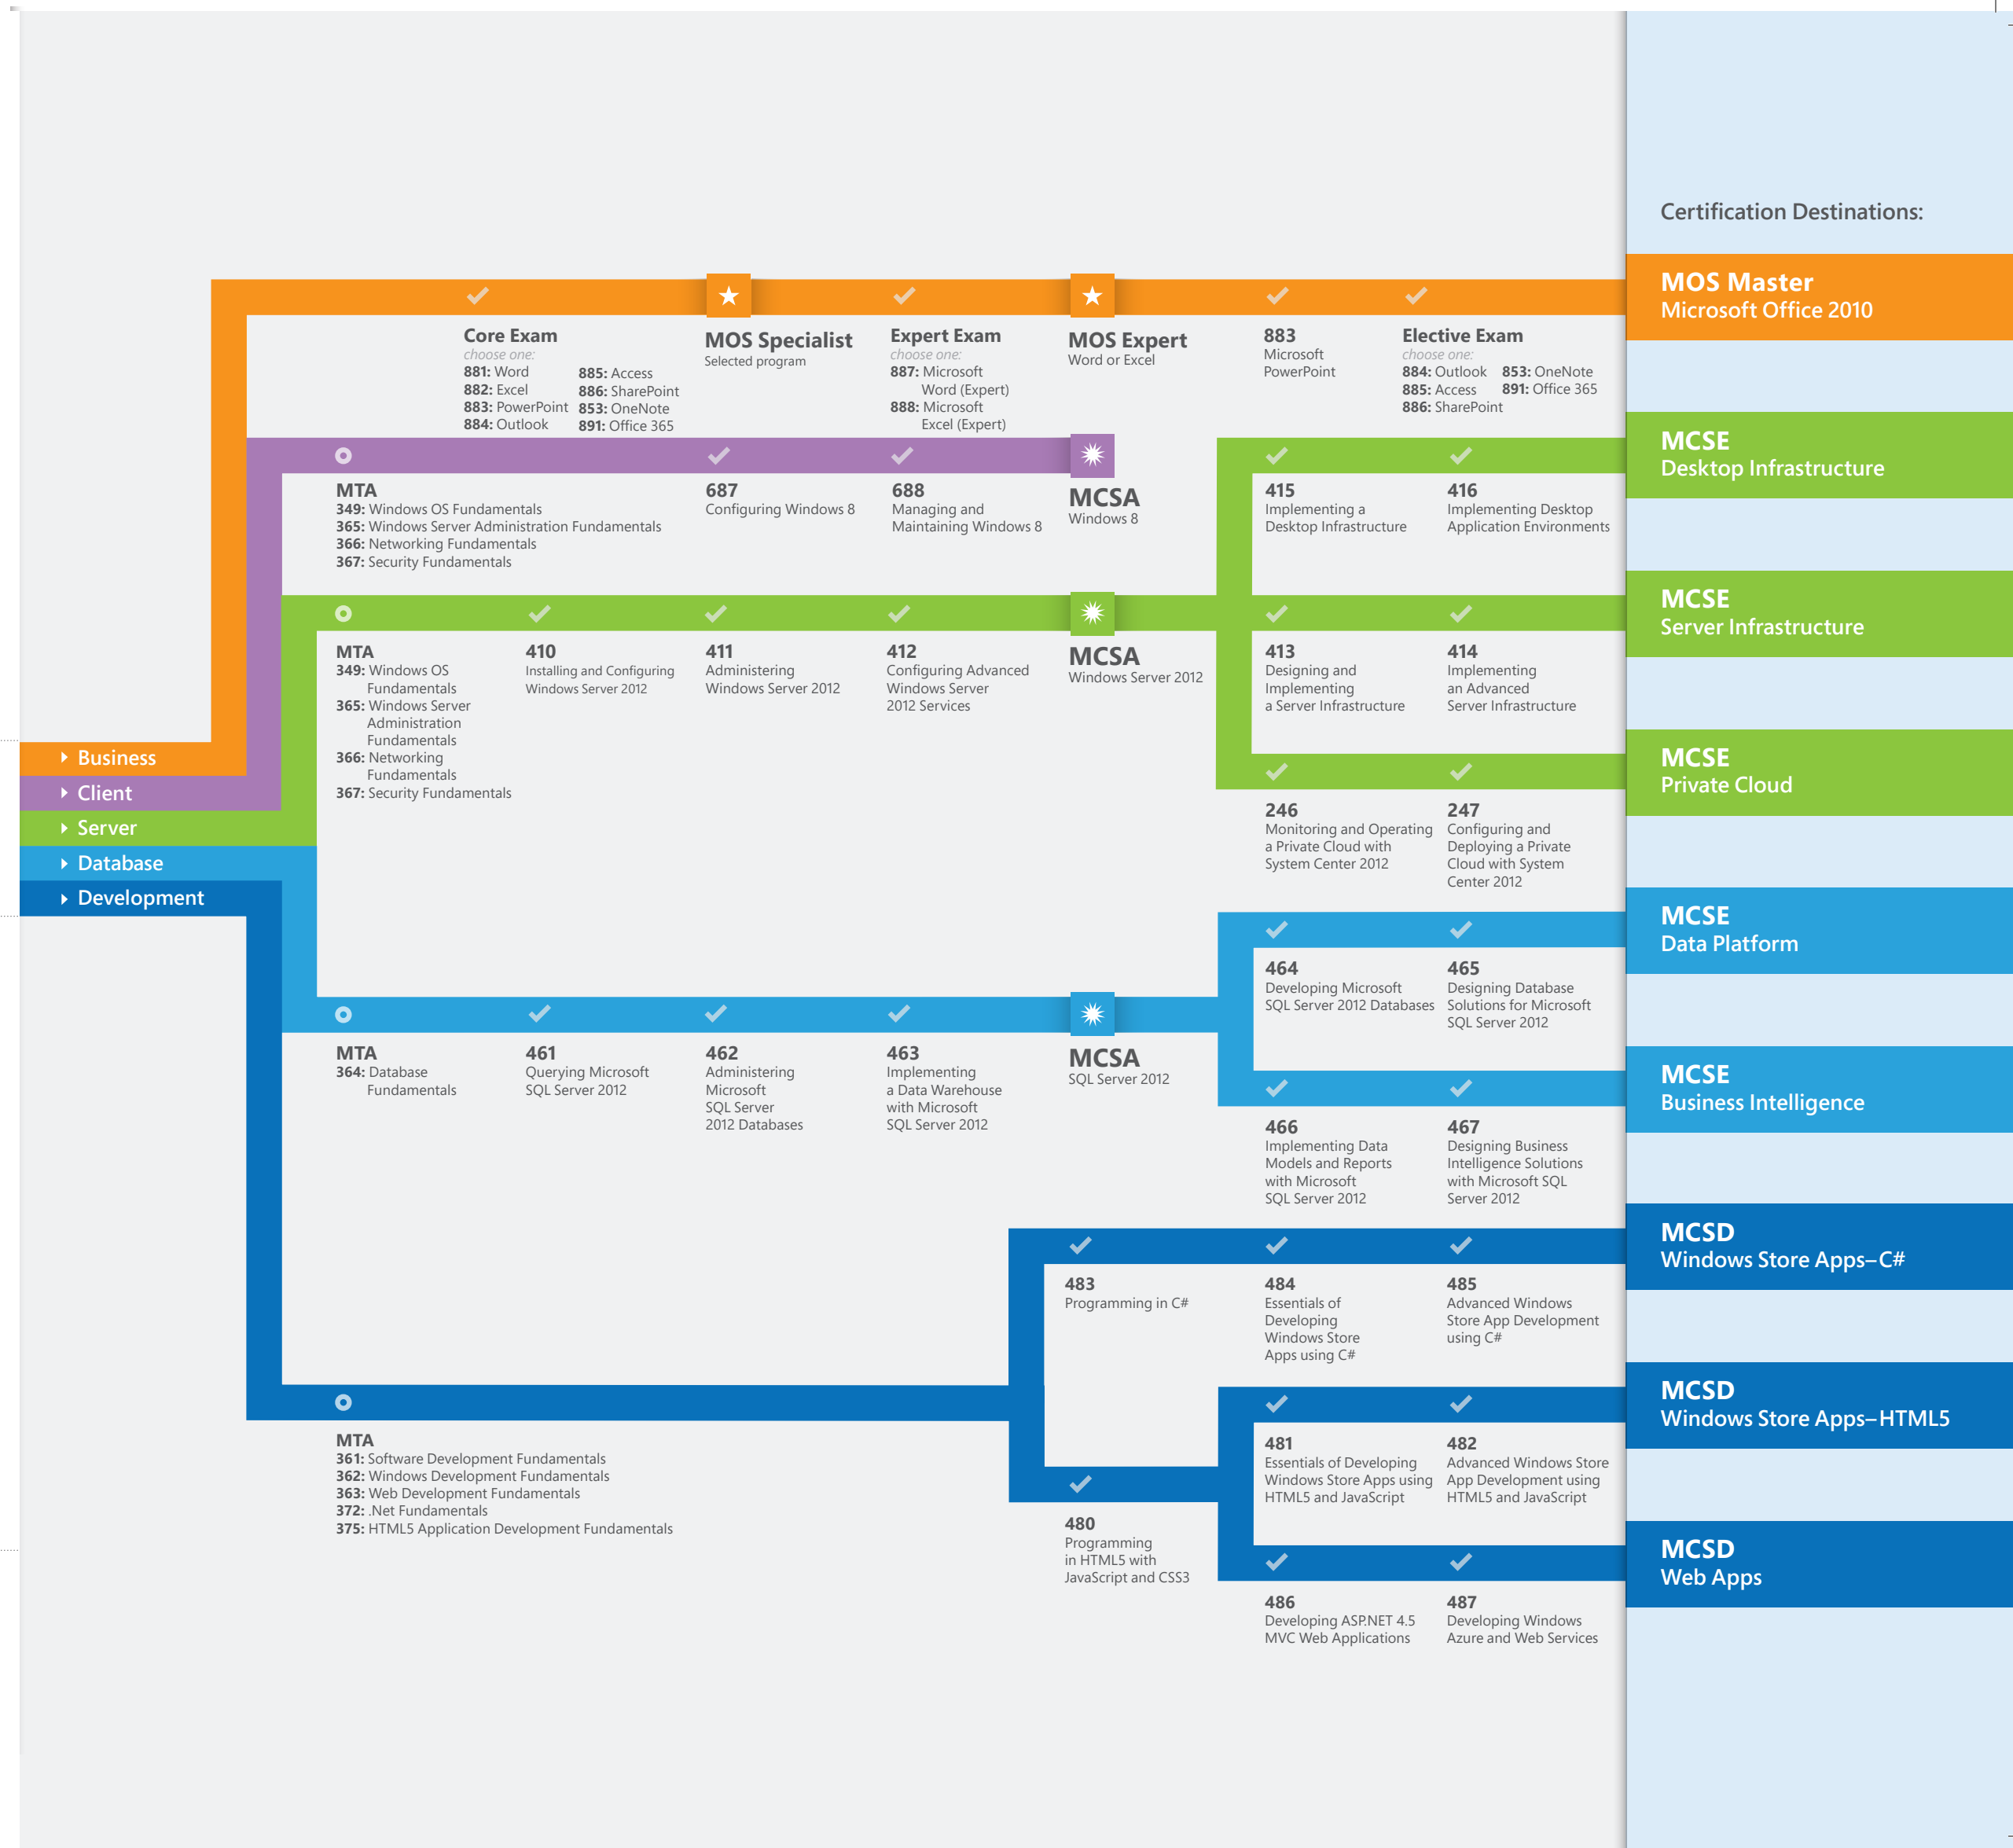 Certification Destinations:
MOS Master
Microsoft Office 2010
Core Exam
choose one:
881: Word
882: Excel
883: PowerPoint
884: Outlook
885: Access
886: SharePoint
853: OneNote
891: Office 365
MOS Specialist
Selected program
Expert Exam
choose one:
887: Microsoft
Word (Expert)
888: Microsoft
Excel (Expert)
MOS Expert
Word or Excel
883
Microsoft
PowerPoint
Elective Exam
choose one:
884: Outlook
885: Access
886: SharePoint
853: OneNote
891: Office 365
MCSE
Desktop Infrastructure
MTA
349: Windows OS Fundamentals
365: Windows Server Administration Fundamentals
366: Networking Fundamentals
367: Security Fundamentals
687
Configuring Windows 8
688
Managing and
Maintaining Windows 8
MCSA
Windows 8
415
Implementing a
Desktop Infrastructure
416
Implementing Desktop
Application Environments
MCSE
Server Infrastructure
MTA
349: Windows OS
Fundamentals
365: Windows Server
Administration
Fundamentals
366: Networking
Fundamentals
367: Security Fundamentals
410
Installing and Configuring
Windows Server 2012
411
Administering
Windows Server 2012
412
Configuring Advanced
Windows Server
2012 Services
MCSA
Windows Server 2012
413
Designing and
Implementing
a Server Infrastructure
414
Implementing
an Advanced
Server Infrastructure
Business
Client
Server
Database
Development
MCSE
Private Cloud
246
Monitoring and Operating
a Private Cloud with
System Center 2012
247
Configuring and
Deploying a Private
Cloud with System
Center 2012
MCSE
Data Platform
464
Developing Microsoft
SQL Server 2012 Databases
465
Designing Database
Solutions for Microsoft
SQL Server 2012
MTA
364: Database
Fundamentals
461
Querying Microsoft
SQL Server 2012
462
Administering
Microsoft
SQL Server
2012 Databases
463
Implementing
a Data Warehouse
with Microsoft
SQL Server 2012
MCSA
SQL Server 2012
MCSE
Business Intelligence
466
Implementing Data
Models and Reports
with Microsoft
SQL Server 2012
467
Designing Business
Intelligence Solutions
with Microsoft SQL
Server 2012
MCSD
Windows Store Apps–C#
483
Programming in C#
484
Essentials of
Developing
Windows Store
Apps using C#
485
Advanced Windows
Store App Development
using C#
MCSD
Windows Store Apps–HTML5
MTA
361: Software Development Fundamentals
362: Windows Development Fundamentals
363: Web Development Fundamentals
372: .Net Fundamentals
375: HTML5 Application Development Fundamentals
481
Essentials of Developing
Windows Store Apps using
HTML5 and JavaScript
482
Advanced Windows Store
App Development using
HTML5 and JavaScript
480
Programming
in HTML5 with
JavaScript and CSS3
MCSD
Web Apps
486
Developing ASP.NET 4.5
MVC Web Applications
487
Developing Windows
Azure and Web Services